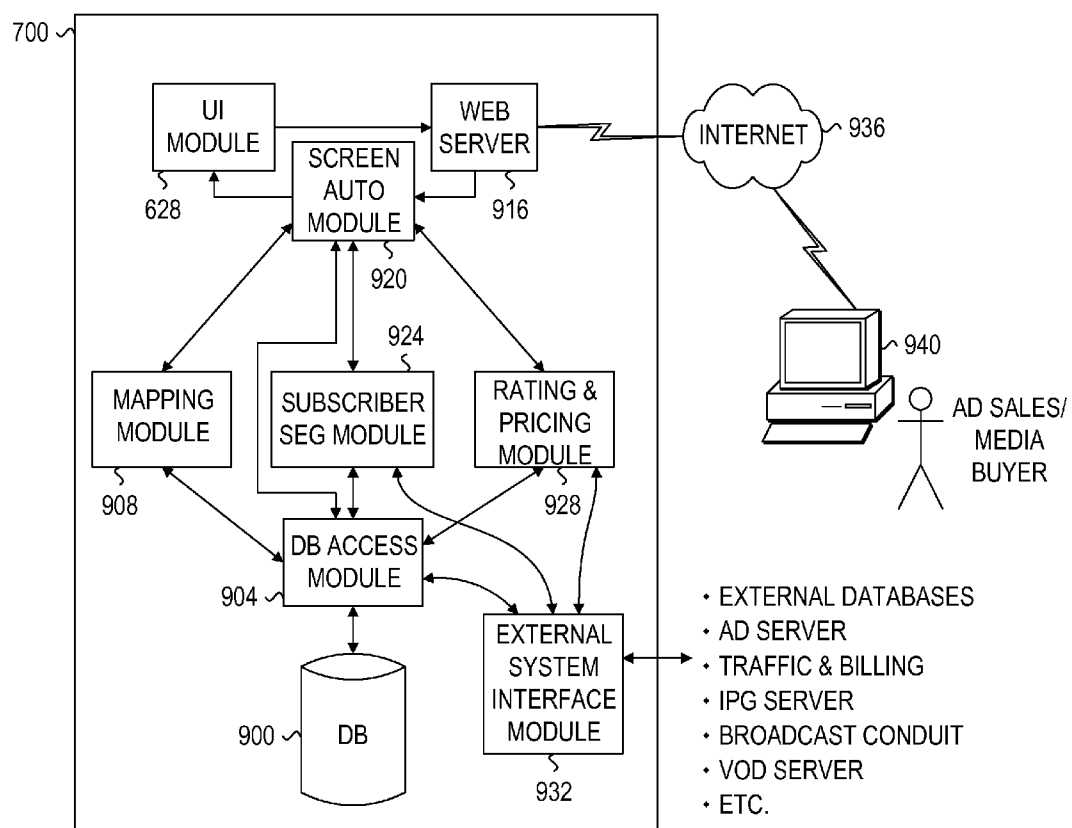 700
UI
MODULE
628
WEB
SERVER
916
INTERNET
936
SCREEN
AUTO
MODULE
920
940
AD SALES/
MEDIA
BUYER
MAPPING
MODULE
908
924
SUBSCRIBER
SEG MODULE
RATING &
PRICING
MODULE
928
DB ACCESS
MODULE
904
DB
900
EXTERNAL
SYSTEM
INTERFACE
MODULE
932
• EXTERNAL DATABASES
• AD SERVER
• TRAFFIC & BILLING
• IPG SERVER
• BROADCAST CONDUIT
• VOD SERVER
• ETC.